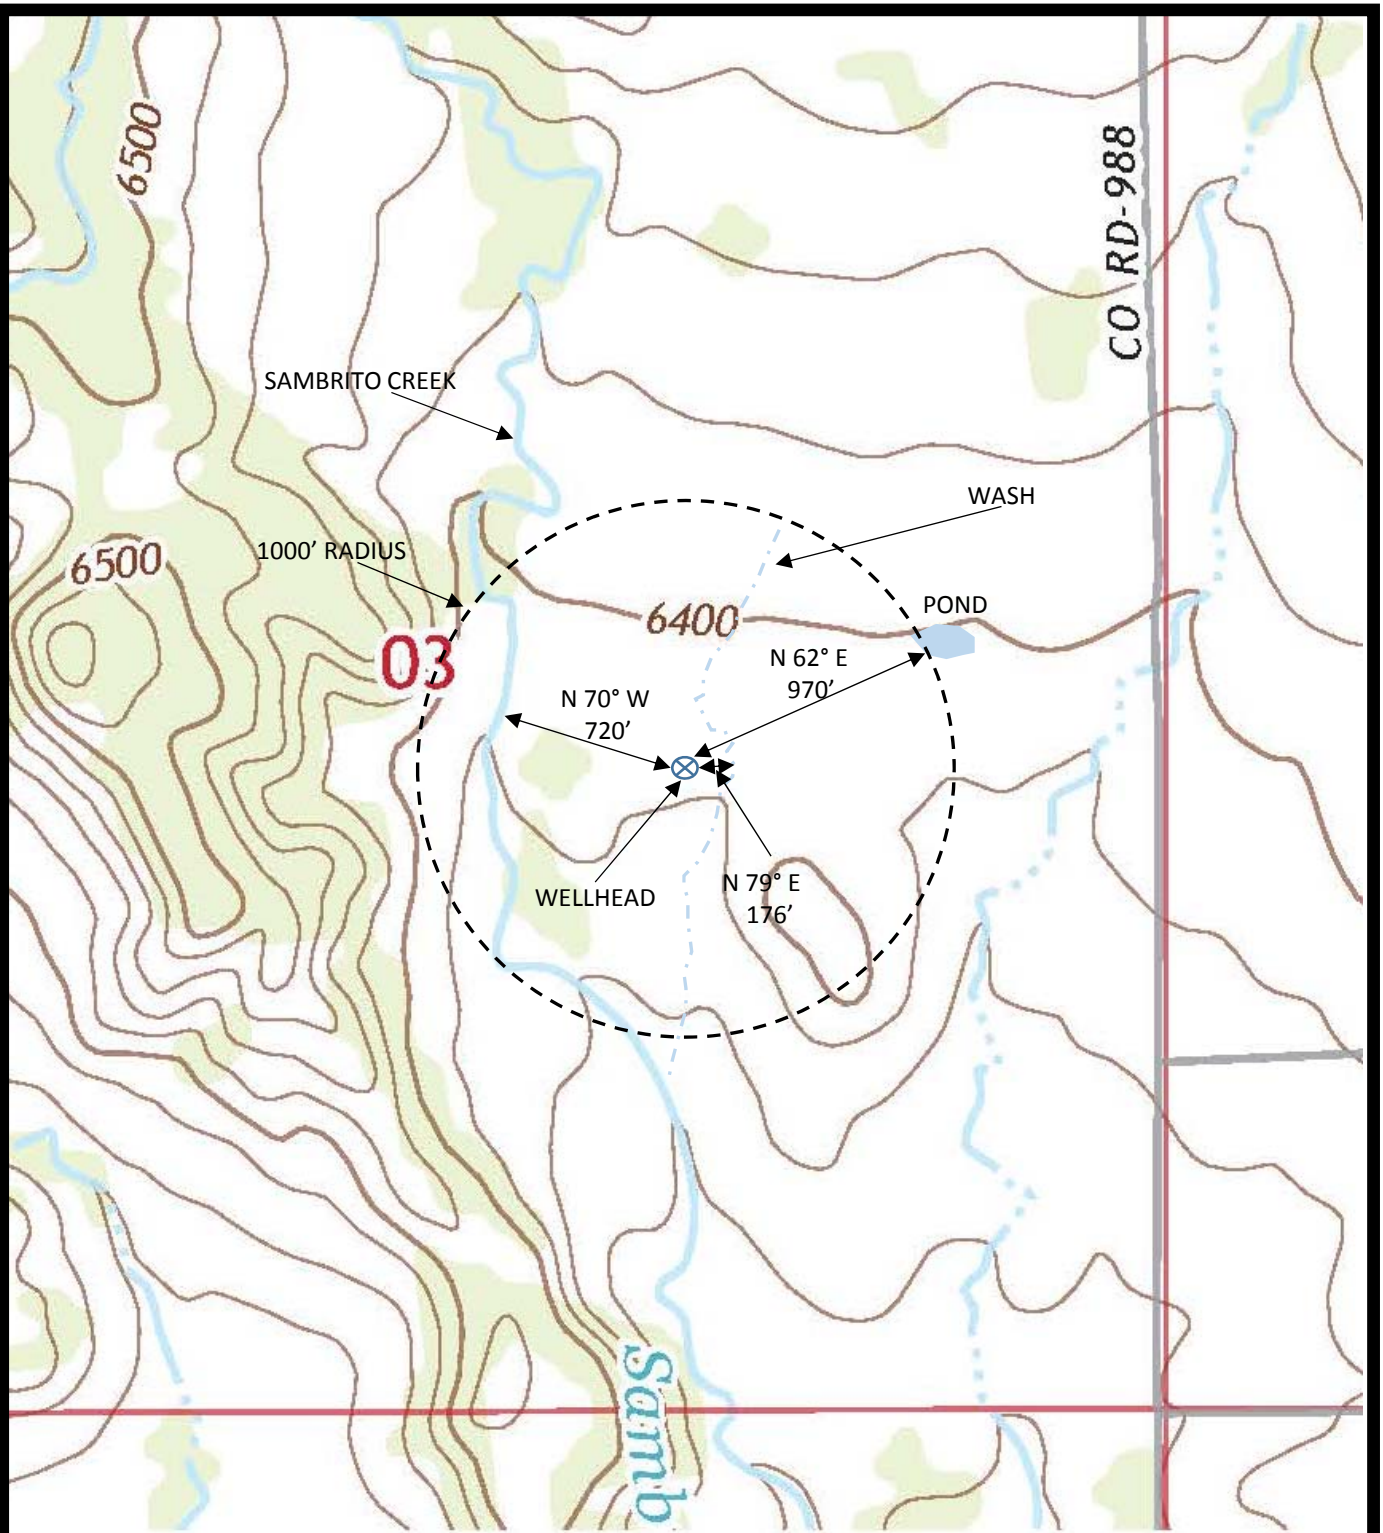 6500
CO RD-988
SAMBRITO CREEK
WASH
1000’ RADIUS
6500
POND
6400
03
N 62° E
970’
N 70° W
720’
N 79° E
176’
WELLHEAD
Samb